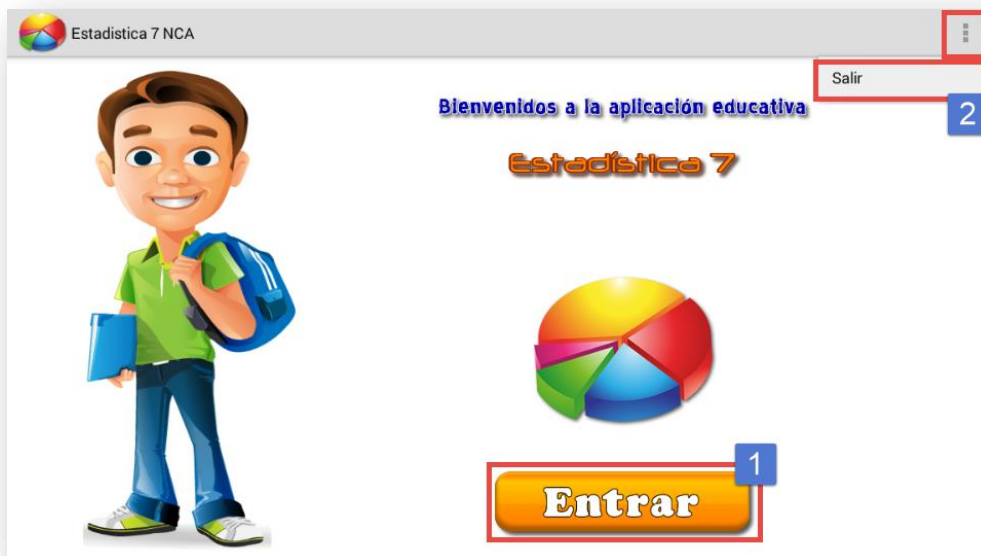 Estadistica 7 NCA
Salir
2
Bienvenidos a la aplicación educativa
Estadística 7
1
Entrar